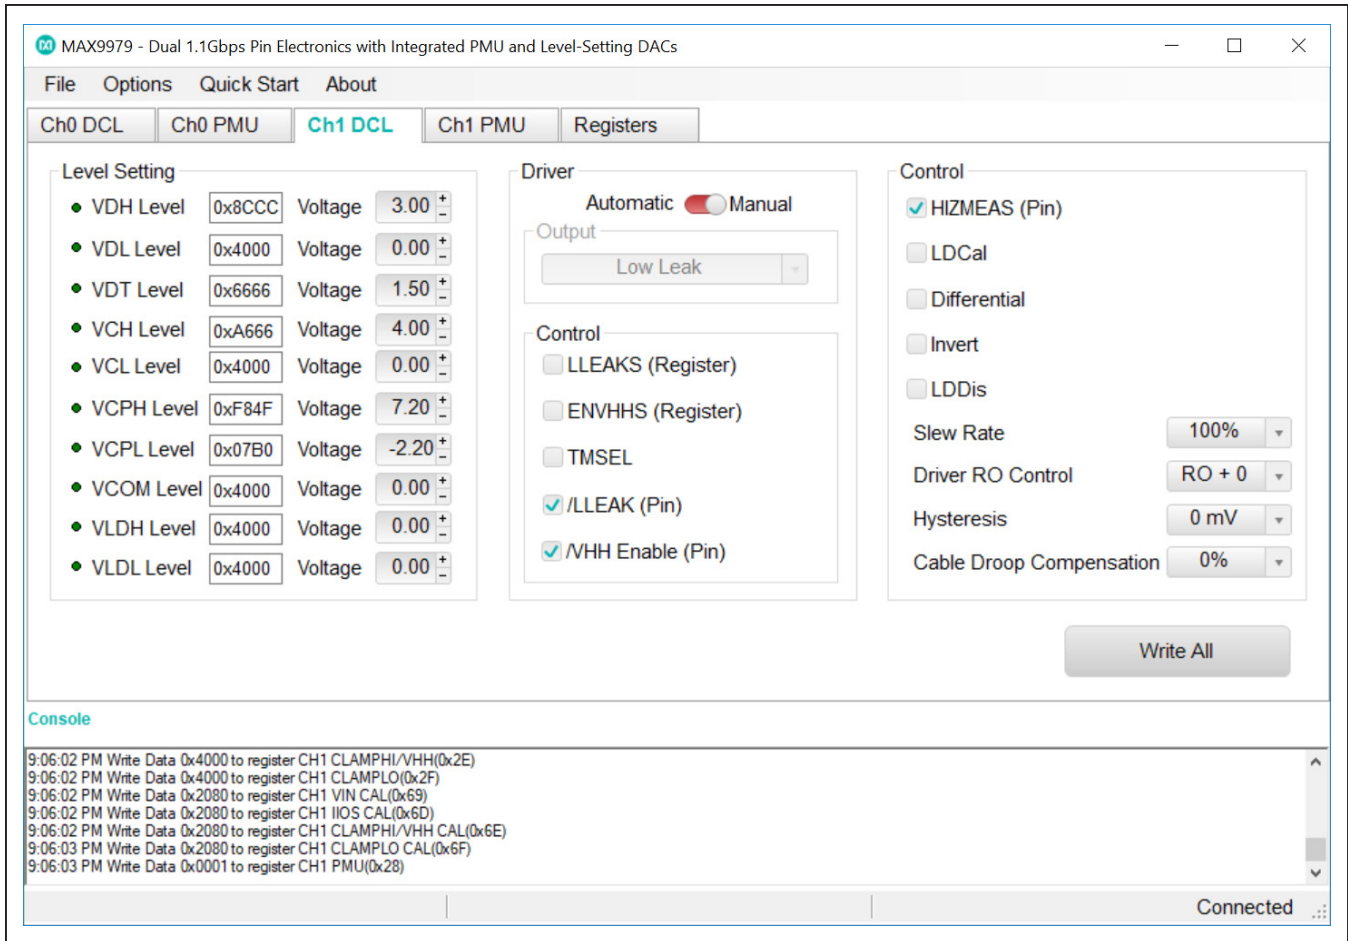 MAX9979 - Dual 1.1Gbps Pin Electronics with Integrated PMU and Level-Setting DACs
File Options Quick Start About
Ch0 DCL Ch0 PMU Ch1 DCL Ch1 PMU Registers
Level Setting
VDH Level 0x8CCC Voltage 3.00
VDL Level 0x4000 Voltage 0.00
VDT Level 0x6666 Voltage 1.50
VCH Level 0xA666 Voltage 4.00
VCL Level 0x4000 Voltage 0.00
VCPH Level 0xF84F Voltage 7.20
VCPL Level 0x07B0 Voltage -2.20
VCOM Level 0x4000 Voltage 0.00
VLDH Level 0x4000 Voltage 0.00
VLDL Level 0x4000 Voltage 0.00
Driver
Automatic Manual
Output
Low Leak
Control
LLEAKS (Register)
ENVHHS (Register)
TMSEL
/LLEAK (Pin)
/VHH Enable (Pin)
Control
HIZMEAS (Pin)
LDCal
Differential
Invert
LDDis
Slew Rate 100%
Driver RO Control RO + 0
Hysteresis 0 mV
Cable Droop Compensation 0%
Write All
Console
9:06:02 PM Write Data 0x4000 to register CH1 CLAMPHI/VHH(0x2E)
9:06:02 PM Write Data 0x4000 to register CH1 CLAMPLO(0x2F)
9:06:02 PM Write Data 0x2080 to register CH1 VIN CAL(0x69)
9:06:02 PM Write Data 0x2080 to register CH1 IIOS CAL(0x6D)
9:06:02 PM Write Data 0x2080 to register CH1 CLAMPHI/VHH CAL(0x6E)
9:06:03 PM Write Data 0x2080 to register CH1 CLAMPLO CAL(0x6F)
9:06:03 PM Write Data 0x0001 to register CH1 PMU(0x28)
Connected